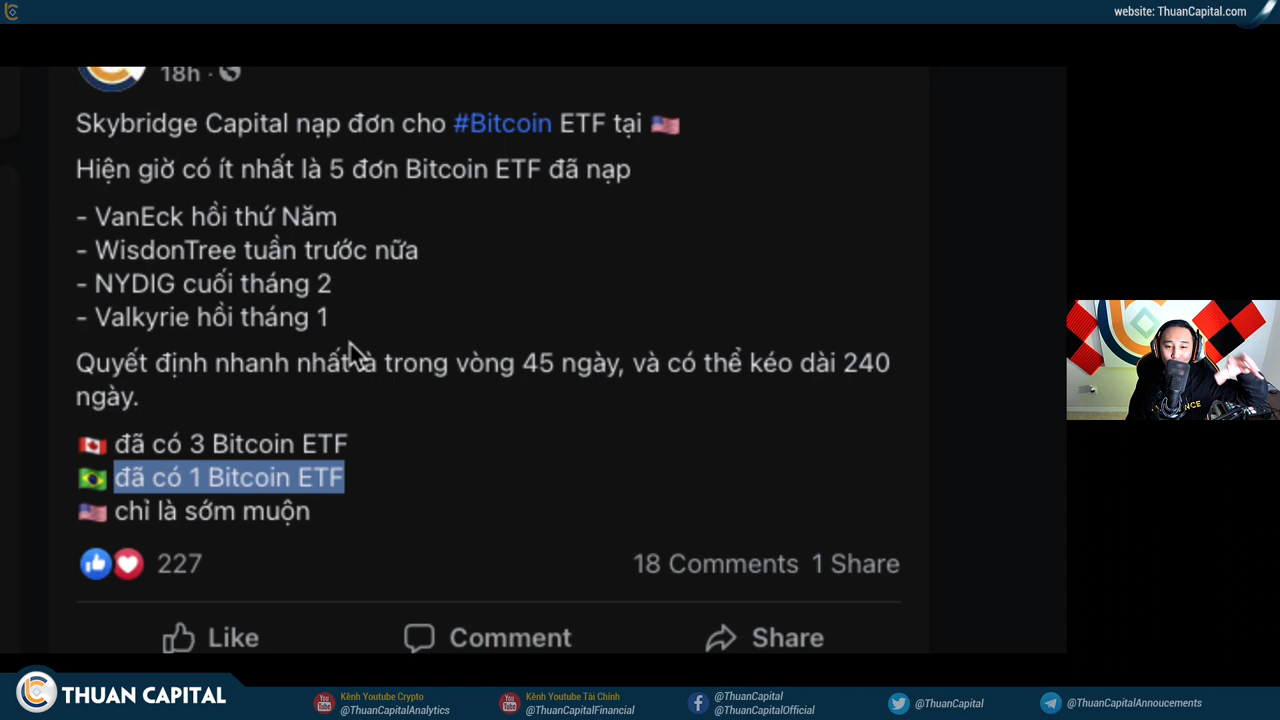 website: ThuanCapital.com
18h ·
Skybridge Capital nạp đơn cho #Bitcoin ETF tại 🇺🇸
Hiện giờ có ít nhất là 5 đơn Bitcoin ETF đã nạp
- VanEck hồi thứ Năm
- WisdonTree tuần trước nữa
- NYDIG cuối tháng 2
- Valkyrie hồi tháng 1
Quyết định nhanh nhất là trong vòng 45 ngày, và có thể kéo dài 240
ngày.
🇨🇦 đã có 3 Bitcoin ETF
🇧🇷 đã có 1 Bitcoin ETF
🇺🇸 chỉ là sớm muộn
227
18 Comments 1 Share
Like
Comment
Share
THUAN CAPITAL
Kênh Youtube Crypto
@ThuanCapitalAnalytics
Kênh Youtube Tài Chính
@ThuanCapitalFinancial
@ThuanCapital
@ThuanCapitalOfficial
@ThuanCapital
@ThuanCapitalAnnoucements